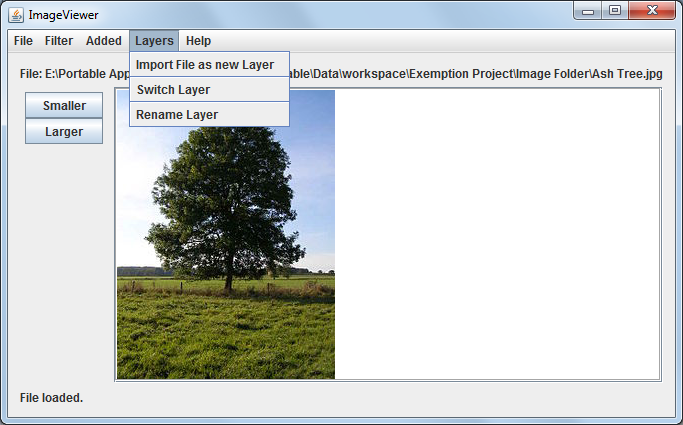 ImageViewer
File Filter Added Layers Help
Import File as new Layer
File: E:\Portable App able\Data\workspace\Exemption Project\Image Folder\Ash Tree.jpg
Switch Layer
Smaller
Rename Layer
Larger
File loaded.